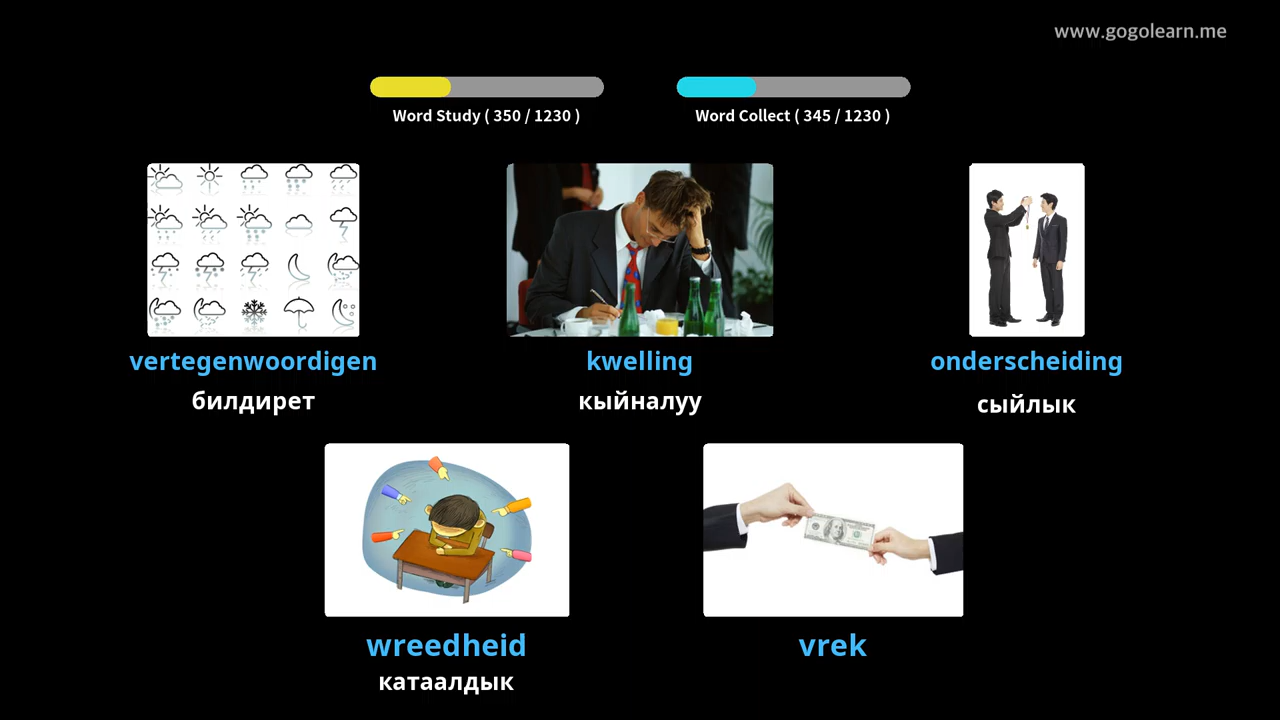 www.gogolearn.me
Word Study ( 350 / 1230 )
Word Collect ( 345 / 1230 )
vertegenwoordigen
билдирет
kwelling
кыйналуу
onderscheiding
сыйлык
wreedheid
катаалдык
vrek